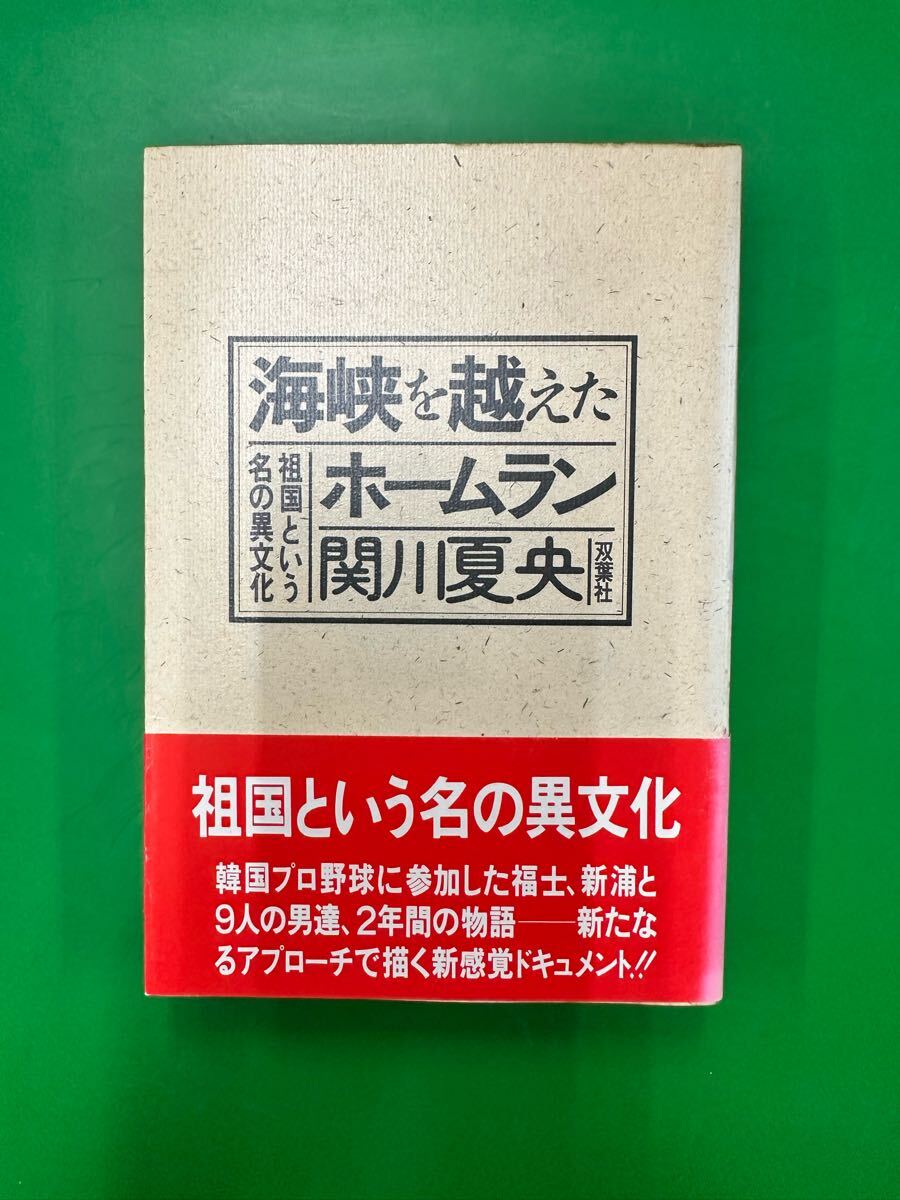 海峡を越えた
ホームラン
祖国という
名の異文化
関川夏央
双葉社
祖国という名の異文化
韓国プロ野球に参加した福士、新浦と
9人の男達、2年間の物語――新たな
るアプローチで描く新感覚ドキュメント!!